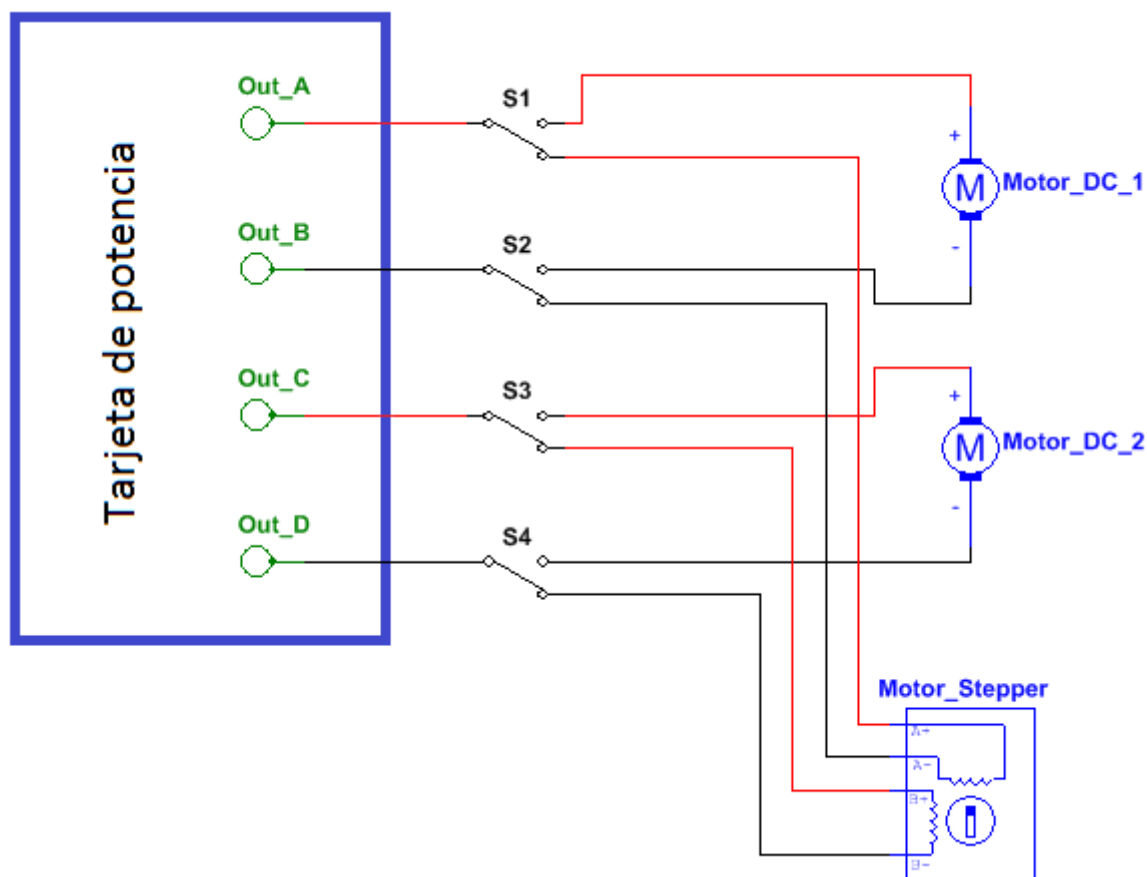 Tarjeta de potencia
Out_A
S1
+
M
Motor_DC_1
-
Out_B
S2
Out_C
S3
+
M
Motor_DC_2
-
Out_D
S4
Motor_Stepper
A+
A-
B+
B-